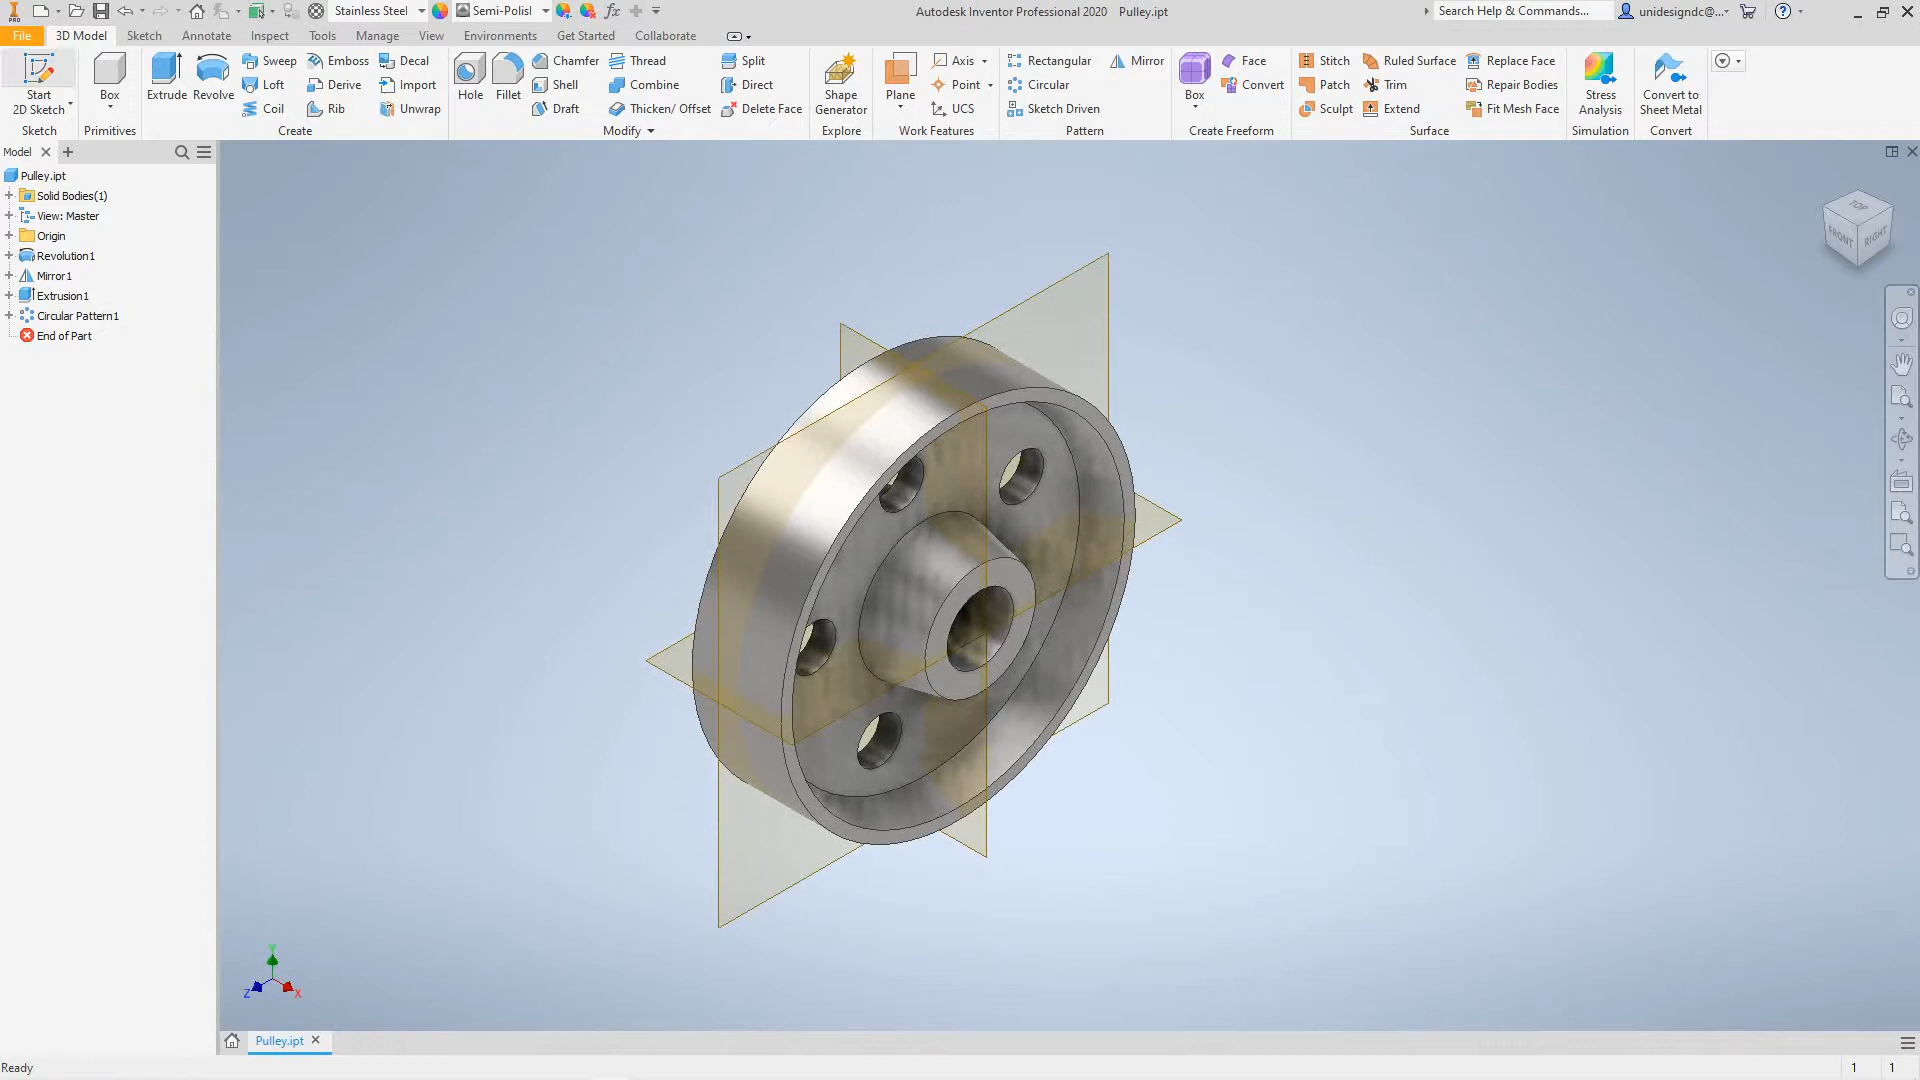 Stainless Steel Semi-Polisl Autodesk Inventor Professional 2020 Pulley.ipt Search Help & Commands... unidesigndc@...
File 3D Model Sketch Annotate Inspect Tools Manage View Environments Get Started Collaborate
Start
2D Sketch
Sketch
Box
Primitives
Extrude
Revolve
Sweep
Loft
Coil
Emboss
Derive
Rib
Decal
Import
Unwrap
Create
Hole
Fillet
Chamfer
Shell
Draft
Thread
Combine
Thicken/ Offset
Split
Direct
Delete Face
Modify
Shape
Generator
Explore
Plane
Axis
Point
UCS
Work Features
Rectangular
Circular
Sketch Driven
Mirror
Pattern
Box
Face
Convert
Create Freeform
Stitch
Patch
Sculpt
Ruled Surface
Trim
Extend
Replace Face
Repair Bodies
Fit Mesh Face
Surface
Stress
Analysis
Simulation
Convert to
Sheet Metal
Convert
Model
Pulley.ipt
Solid Bodies(1)
View: Master
Origin
Revolution1
Mirror1
Extrusion1
Circular Pattern1
End of Part
TOP
FRONT
RIGHT
Y
Z
X
Pulley.ipt
Ready 1 1